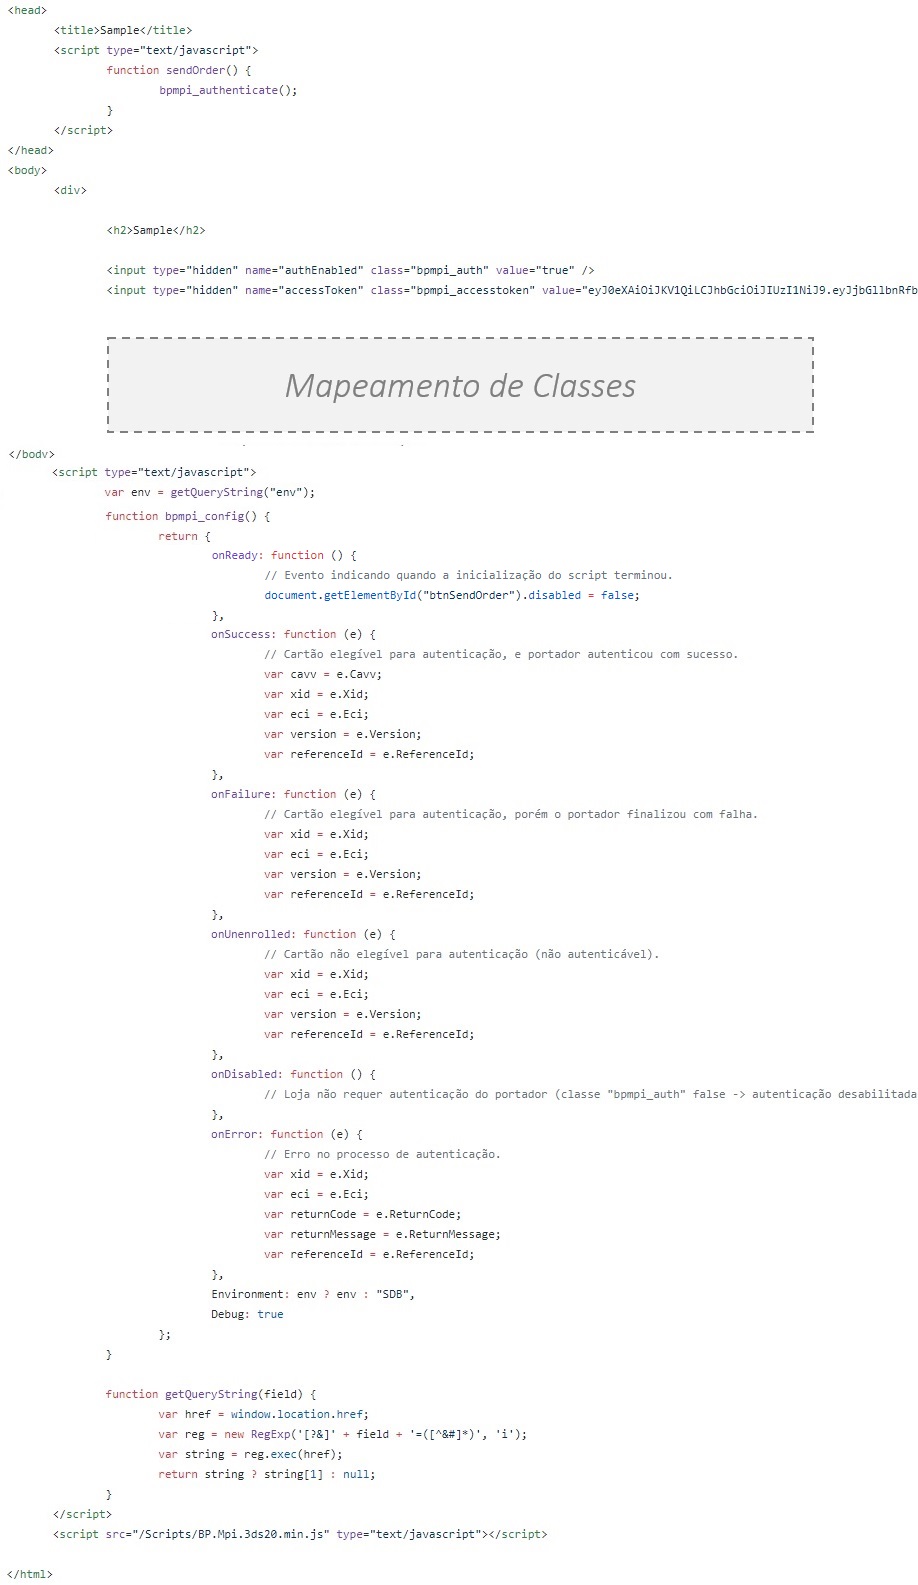 <head>
<title>Sample</title>
<script type="text/javascript">
function sendOrder() {
bpmpi_authenticate();
}
</script>
</head>
<body>
<div>
<h2>Sample</h2>
<input type="hidden" name="authEnabled" class="bpmpi_auth" value="true" />
<input type="hidden" name="accessToken" class="bpmpi_accesstoken" value="eyJ0eXAiOiJKV1QiLCJhbGciOiJIUzI1NiJ9.eyJjbGllbnRfb
Mapeamento de Classes
</body>
<script type="text/javascript">
var env = getQueryString("env");
function bpmpi_config() {
return {
onReady: function () {
// Evento indicando quando a inicialização do script terminou.
document.getElementById("btnSendOrder").disabled = false;
},
onSuccess: function (e) {
// Cartão elegível para autenticação, e portador autenticou com sucesso.
var cavv = e.Cavv;
var xid = e.Xid;
var eci = e.Eci;
var version = e.Version;
var referenceId = e.ReferenceId;
},
onFailure: function (e) {
// Cartão elegível para autenticação, porém o portador finalizou com falha.
var xid = e.Xid;
var eci = e.Eci;
var version = e.Version;
var referenceId = e.ReferenceId;
},
onUnenrolled: function (e) {
// Cartão não elegível para autenticação (não autenticável).
var xid = e.Xid;
var eci = e.Eci;
var version = e.Version;
var referenceId = e.ReferenceId;
},
onDisabled: function () {
// Loja não requer autenticação do portador (classe "bpmpi_auth" false -> autenticação desabilitada
},
onError: function (e) {
// Erro no processo de autenticação.
var xid = e.Xid;
var eci = e.Eci;
var returnCode = e.ReturnCode;
var returnMessage = e.ReturnMessage;
var referenceId = e.ReferenceId;
},
Environment: env ? env : "SDB",
Debug: true
};
}
function getQueryString(field) {
var href = window.location.href;
var reg = new RegExp('[?&]' + field + '=([^&#]*)', 'i');
var string = reg.exec(href);
return string ? string[1] : null;
}
</script>
<script src="/Scripts/BP.Mpi.3ds20.min.js" type="text/javascript"></script>
</html>